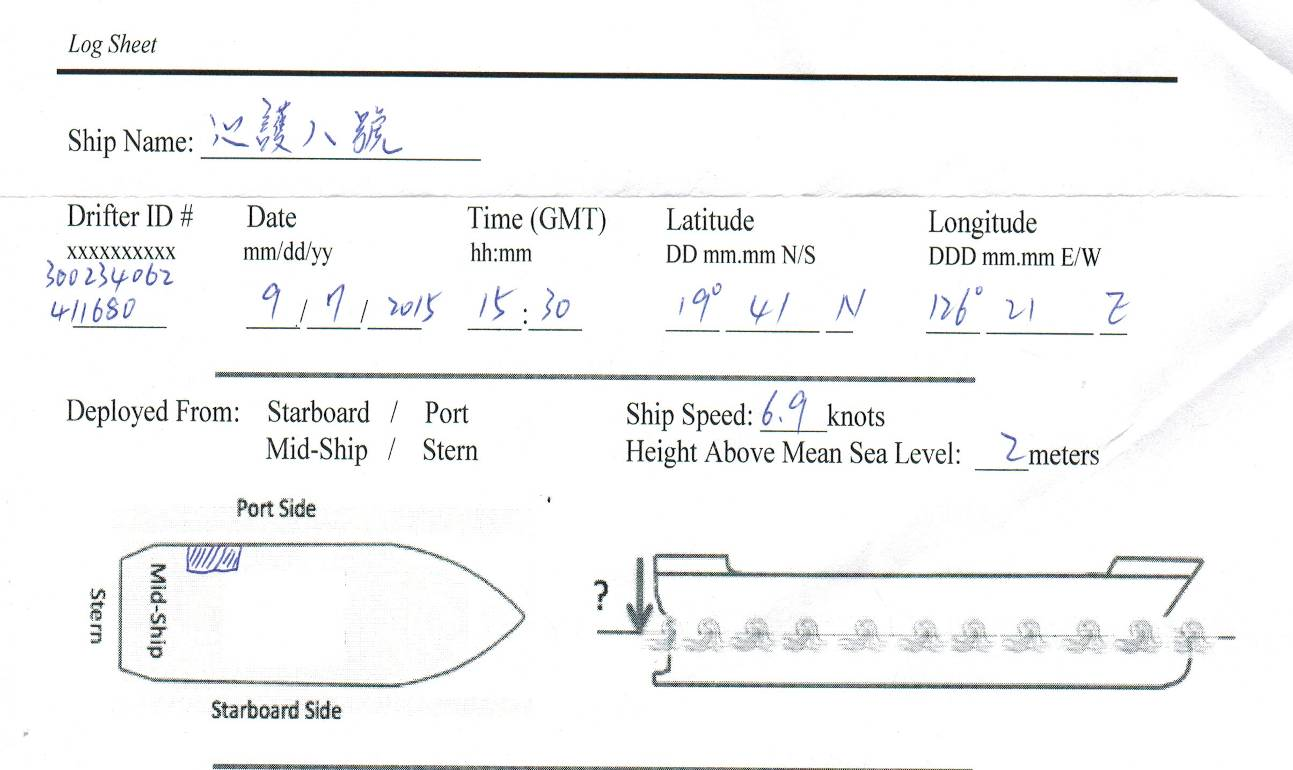 Log Sheet
Ship Name: 巡護八號
Drifter ID # Date Time (GMT) Latitude Longitude
xxxxxxxxxx mm/dd/yy hh:mm DD mm.mm N/S DDD mm.mm E/W
300234062
411680 9 / 7 / 2015 15 : 30 19° 41 N 126° 21 E
Deployed From: Starboard / Port Ship Speed: 6.9 knots
Mid-Ship / Stern Height Above Mean Sea Level: 2 meters
Port Side
Stern
Mid-Ship
?
Starboard Side